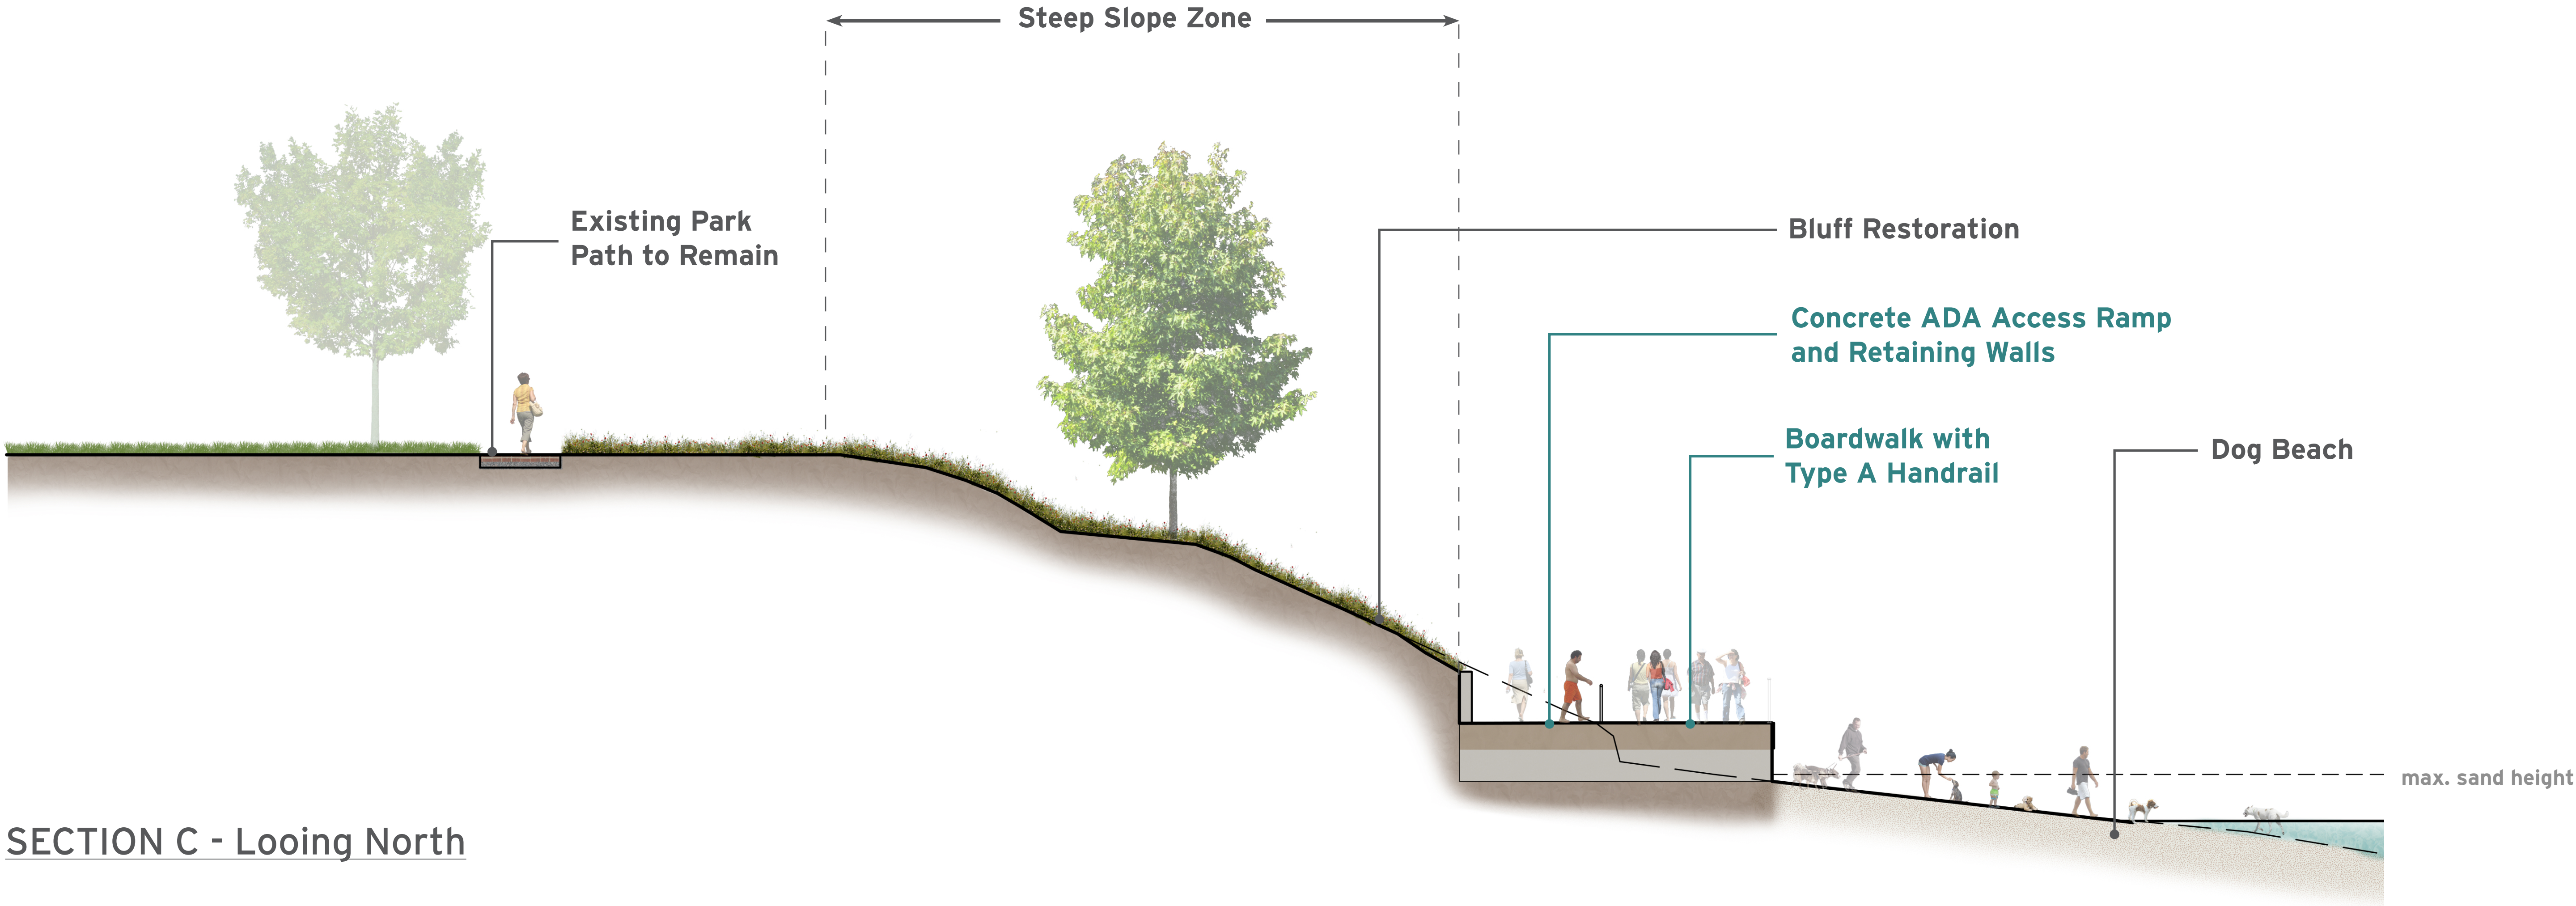 Steep Slope Zone
Existing Park
Path to Remain
Bluff Restoration
Concrete ADA Access Ramp
and Retaining Walls
Boardwalk with
Type A Handrail
Dog Beach
max. sand height
SECTION C - Looing North